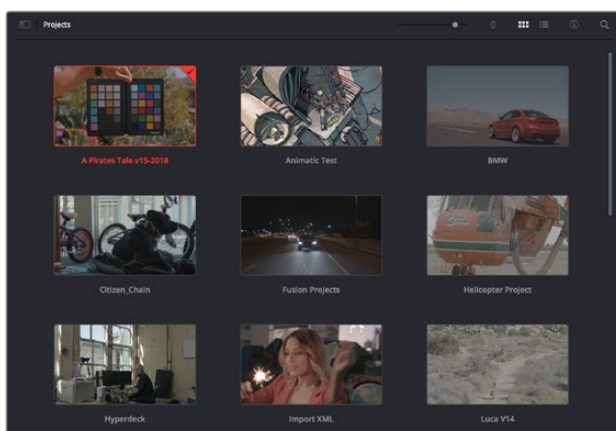 Projects
A Pirates Tale v15-2018
Animatic Test
BMW
Citizen_Chain
Fusion Projects
Helicopter Project
Hyperdeck
Import XML
Luca V14